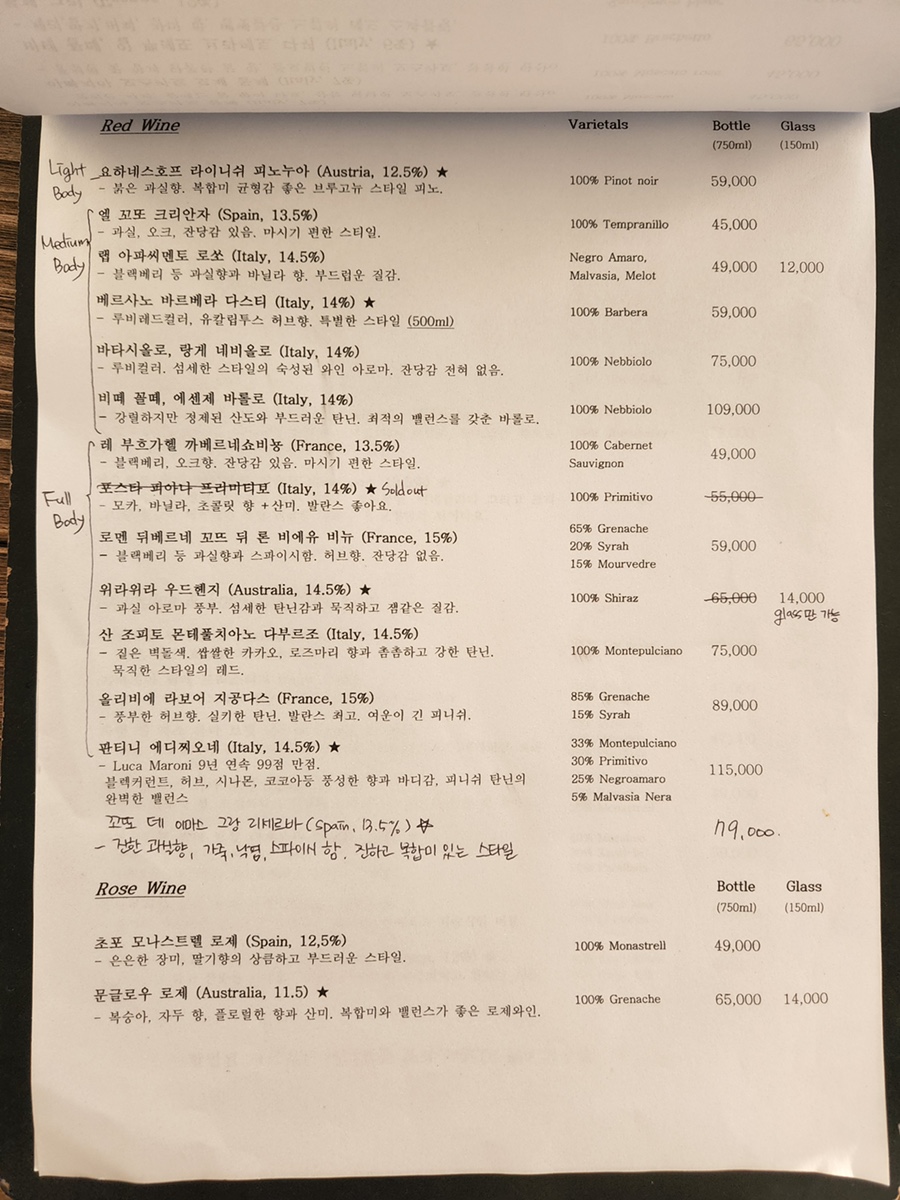 Red Wine Varietals Bottle Glass
(750ml) (150ml)
Light Body
요하네스호프 라이니쉬 피노누아 (Austria, 12.5%) ★
- 붉은 과실향. 복합미 균형감 좋은 브루고뉴 스타일 피노.
100% Pinot noir 59,000
Medium Body
엘 꼬또 크리안자 (Spain, 13.5%)
- 과실, 오크, 잔당감 있음. 마시기 편한 스타일.
100% Tempranillo 45,000
랩 아파씨멘토 로쏘 (Italy, 14.5%)
- 블랙베리 등 과실향과 바닐라 향. 부드럽운 질감.
Negro Amaro,
Malvasia, Melot
49,000 12,000
베르사노 바르베라 다스티 (Italy, 14%) ★
- 루비레드컬러, 유칼립투스 허브향. 특별한 스타일 (500ml)
100% Barbera 59,000
바타시올로, 랑게 네비올로 (Italy, 14%)
- 루비컬러. 섬세한 스타일의 숙성된 와인 아로마. 잔당감 전혀 없음.
100% Nebbiolo 75,000
비떼 꼴떼, 에센제 바롤로 (Italy, 14%)
- 강렬하지만 정제된 산도와 부드러운 탄닌. 최적의 밸런스를 갖춘 바롤로.
100% Nebbiolo 109,000
Full Body
레 부흐가헬 까베르네쇼비뇽 (France, 13.5%)
- 블랙베리, 오크향. 잔당감 있음. 마시기 편한 스타일.
100% Cabernet
Sauvignon
49,000
포스타 피아나 프리미티보 (Italy, 14%) ★ Sold out
- 모카, 바닐라, 초콜릿 향 +산미. 발란스 좋아요.
100% Primitivo 55,000
로멘 뒤베르네 꼬뜨 뒤 론 비에유 비뉴 (France, 15%)
- 블랙베리 등 과실향과 스파이시함. 허브향. 잔당감 없음.
65% Grenache
20% Syrah
15% Mourvedre
59,000
위라위라 우드헨지 (Australia, 14.5%) ★
- 과실 아로마 풍부. 섬세한 탄닌감과 묵직하고 잼같은 질감.
100% Shiraz 65,000 14,000
glass만 가능
산 조피토 몬테풀치아노 다부르조 (Italy, 14.5%)
- 짙은 벽돌색. 쌉쌀한 카카오, 로즈마리 향과 촘촘하고 강한 탄닌.
묵직한 스타일의 레드.
100% Montepulciano 75,000
올리비에 라보어 지공다스 (France, 15%)
- 풍부한 허브향. 실키한 탄닌. 발란스 최고. 여운이 긴 피니쉬.
85% Grenache
15% Syrah
89,000
판티니 에디찌오네 (Italy, 14.5%) ★
- Luca Maroni 9년 연속 99점 만점.
블렉커런트, 허브, 시나몬, 코코아등 풍성한 향과 바디감, 피니쉬 탄닌의
완벽한 밸런스
33% Montepulciano
30% Primitivo
25% Negroamaro
5% Malvasia Nera
115,000
꼬또 데 이마스 그랑 리세르바 (Spain, 13.5%) ☆ 79,000.
- 진한 과실향, 가죽, 낙엽, 스파이시 함. 진하고 복합미 있는 스타일
Rose Wine Bottle Glass
(750ml) (150ml)
초포 모나스트렐 로제 (Spain, 12,5%)
- 은은한 장미, 딸기향의 상큼하고 부드러운 스타일.
100% Monastrell 49,000
문글로우 로제 (Australia, 11.5) ★
- 복숭아, 자두 향, 플로럴한 향과 산미. 복합미와 밸런스가 좋은 로제와인.
100% Grenache 65,000 14,000